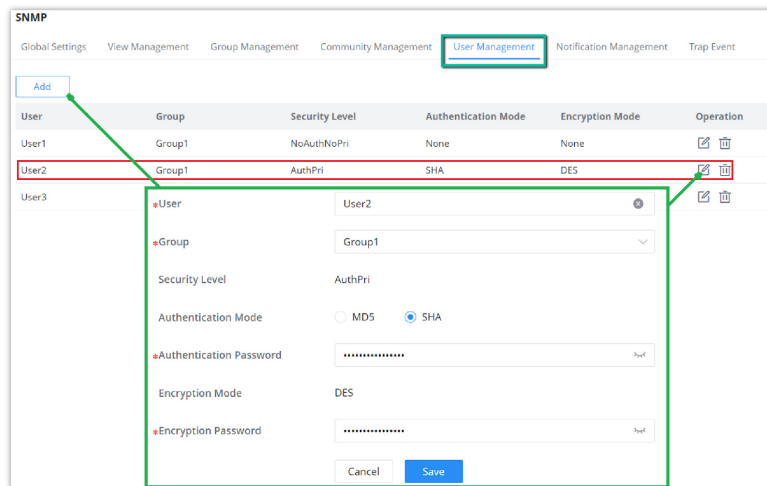 SNMP
Global Settings View Management Group Management Community Management User Management Notification Management Trap Event
Add
User Group Security Level Authentication Mode Encryption Mode Operation
User1 Group1 NoAuthNoPri None None
User2 Group1 AuthPri SHA DES
User3
*User User2
*Group Group1
Security Level AuthPri
Authentication Mode MD5 SHA
*Authentication Password ••••••••••••••••
Encryption Mode DES
*Encryption Password ••••••••••••••••
Cancel Save